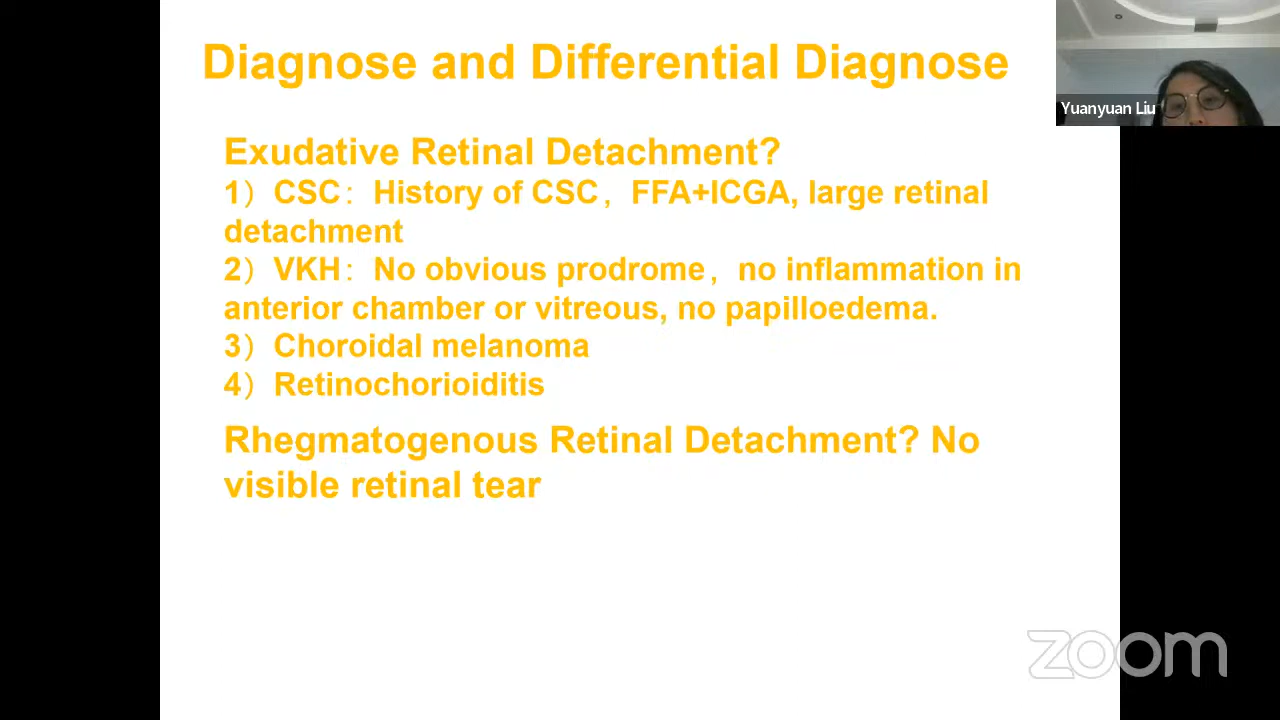 Diagnose and Differential Diagnose
Yuanyuan Liu
Exudative Retinal Detachment?
1）CSC：History of CSC，FFA+ICGA, large retinal
detachment
2）VKH：No obvious prodrome，no inflammation in
anterior chamber or vitreous, no papilloedema.
3）Choroidal melanoma
4）Retinochorioiditis
Rhegmatogenous Retinal Detachment? No
visible retinal tear
zoom